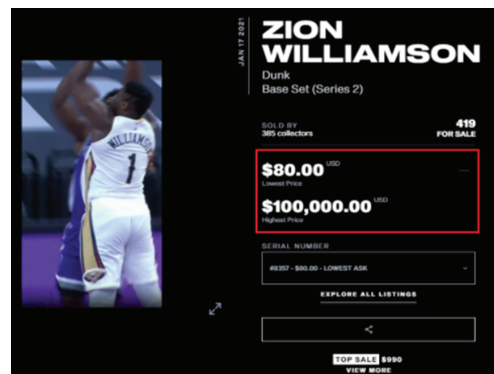 JAN 17 2021
ZION
WILLIAMSON
Dunk
Base Set (Series 2)
SOLD BY
385 collectors
419
FOR SALE
$80.00 USD
Lowest Price
$100,000.00 USD
Highest Price
SERIAL NUMBER
#8357 - $80.00 - LOWEST ASK
EXPLORE ALL LISTINGS
TOP SALE $990
VIEW MORE
WILLIAMSON
1